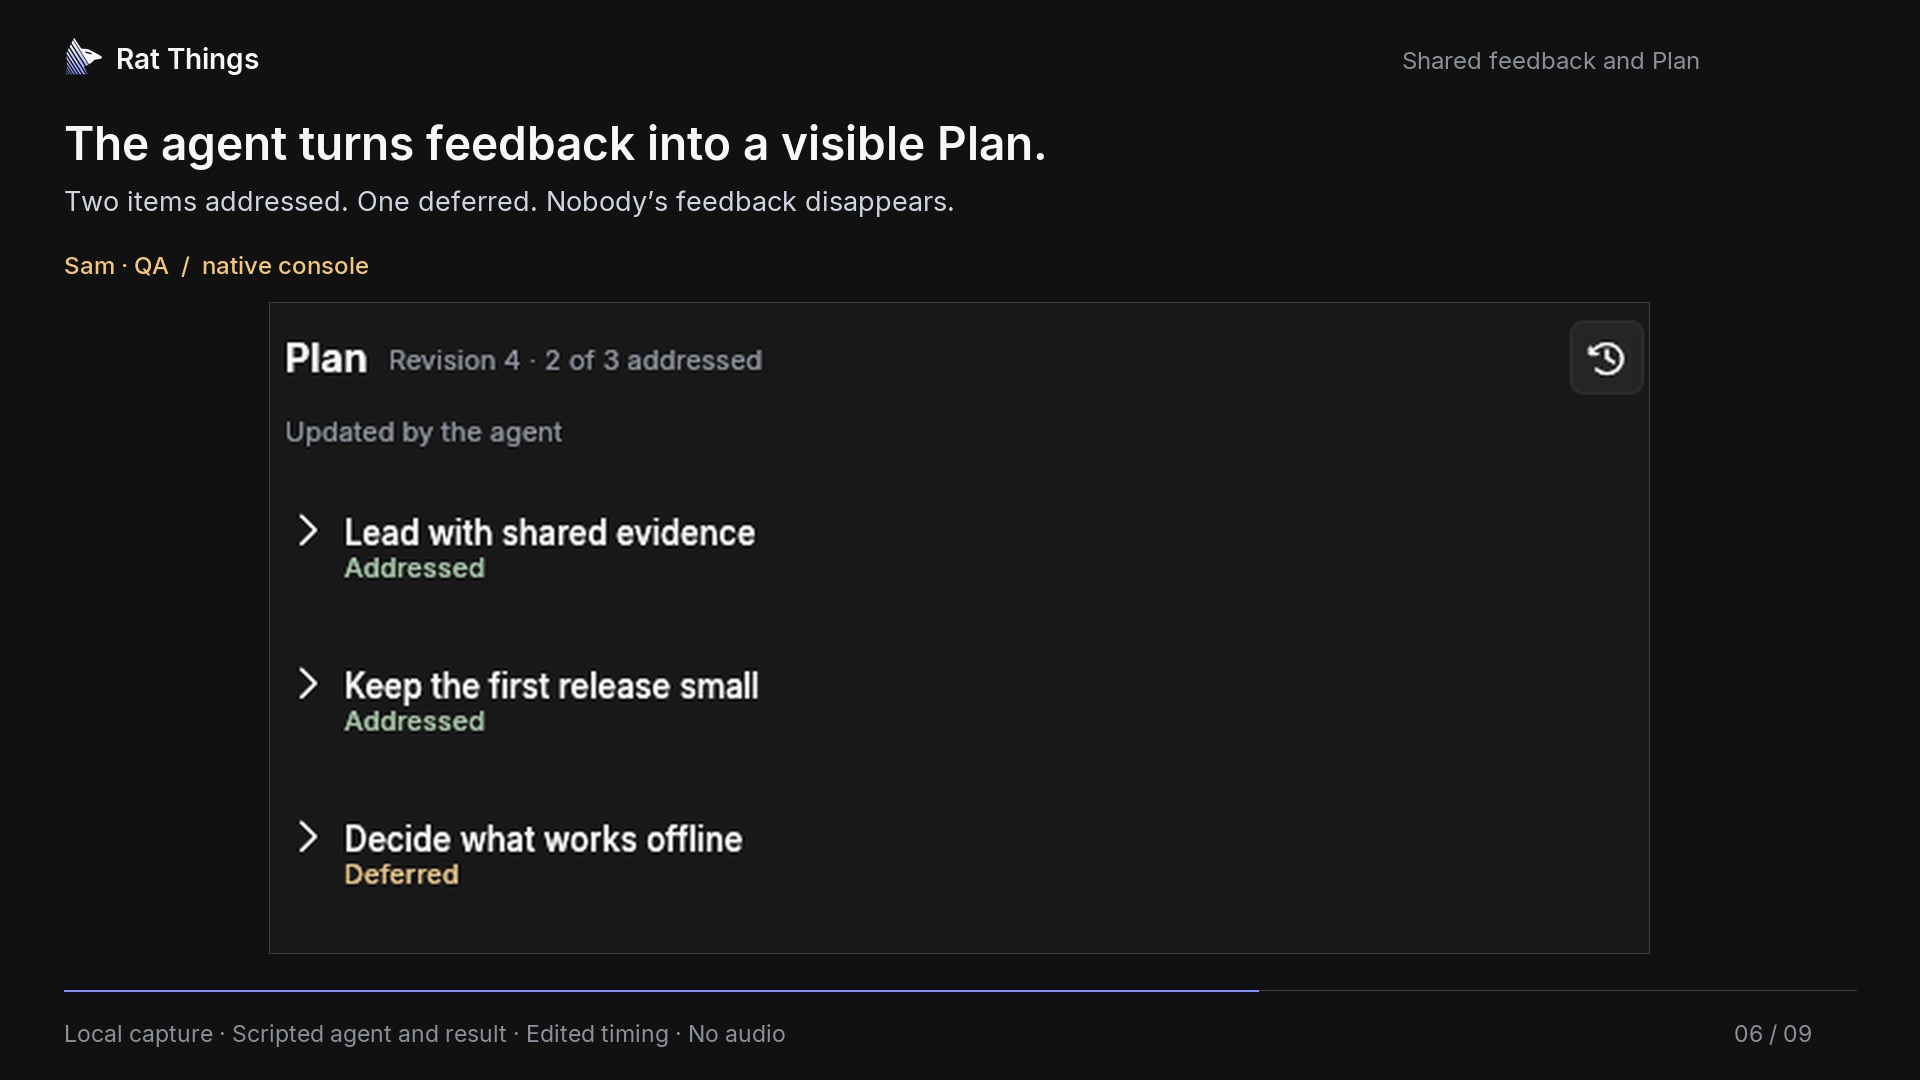 Rat Things
Shared feedback and Plan
The agent turns feedback into a visible Plan.
Two items addressed. One deferred. Nobody’s feedback disappears.
Sam · QA / native console
Plan Revision 4 · 2 of 3 addressed
Updated by the agent
Lead with shared evidence
Addressed
Keep the first release small
Addressed
Decide what works offline
Deferred
Local capture · Scripted agent and result · Edited timing · No audio
06 / 09